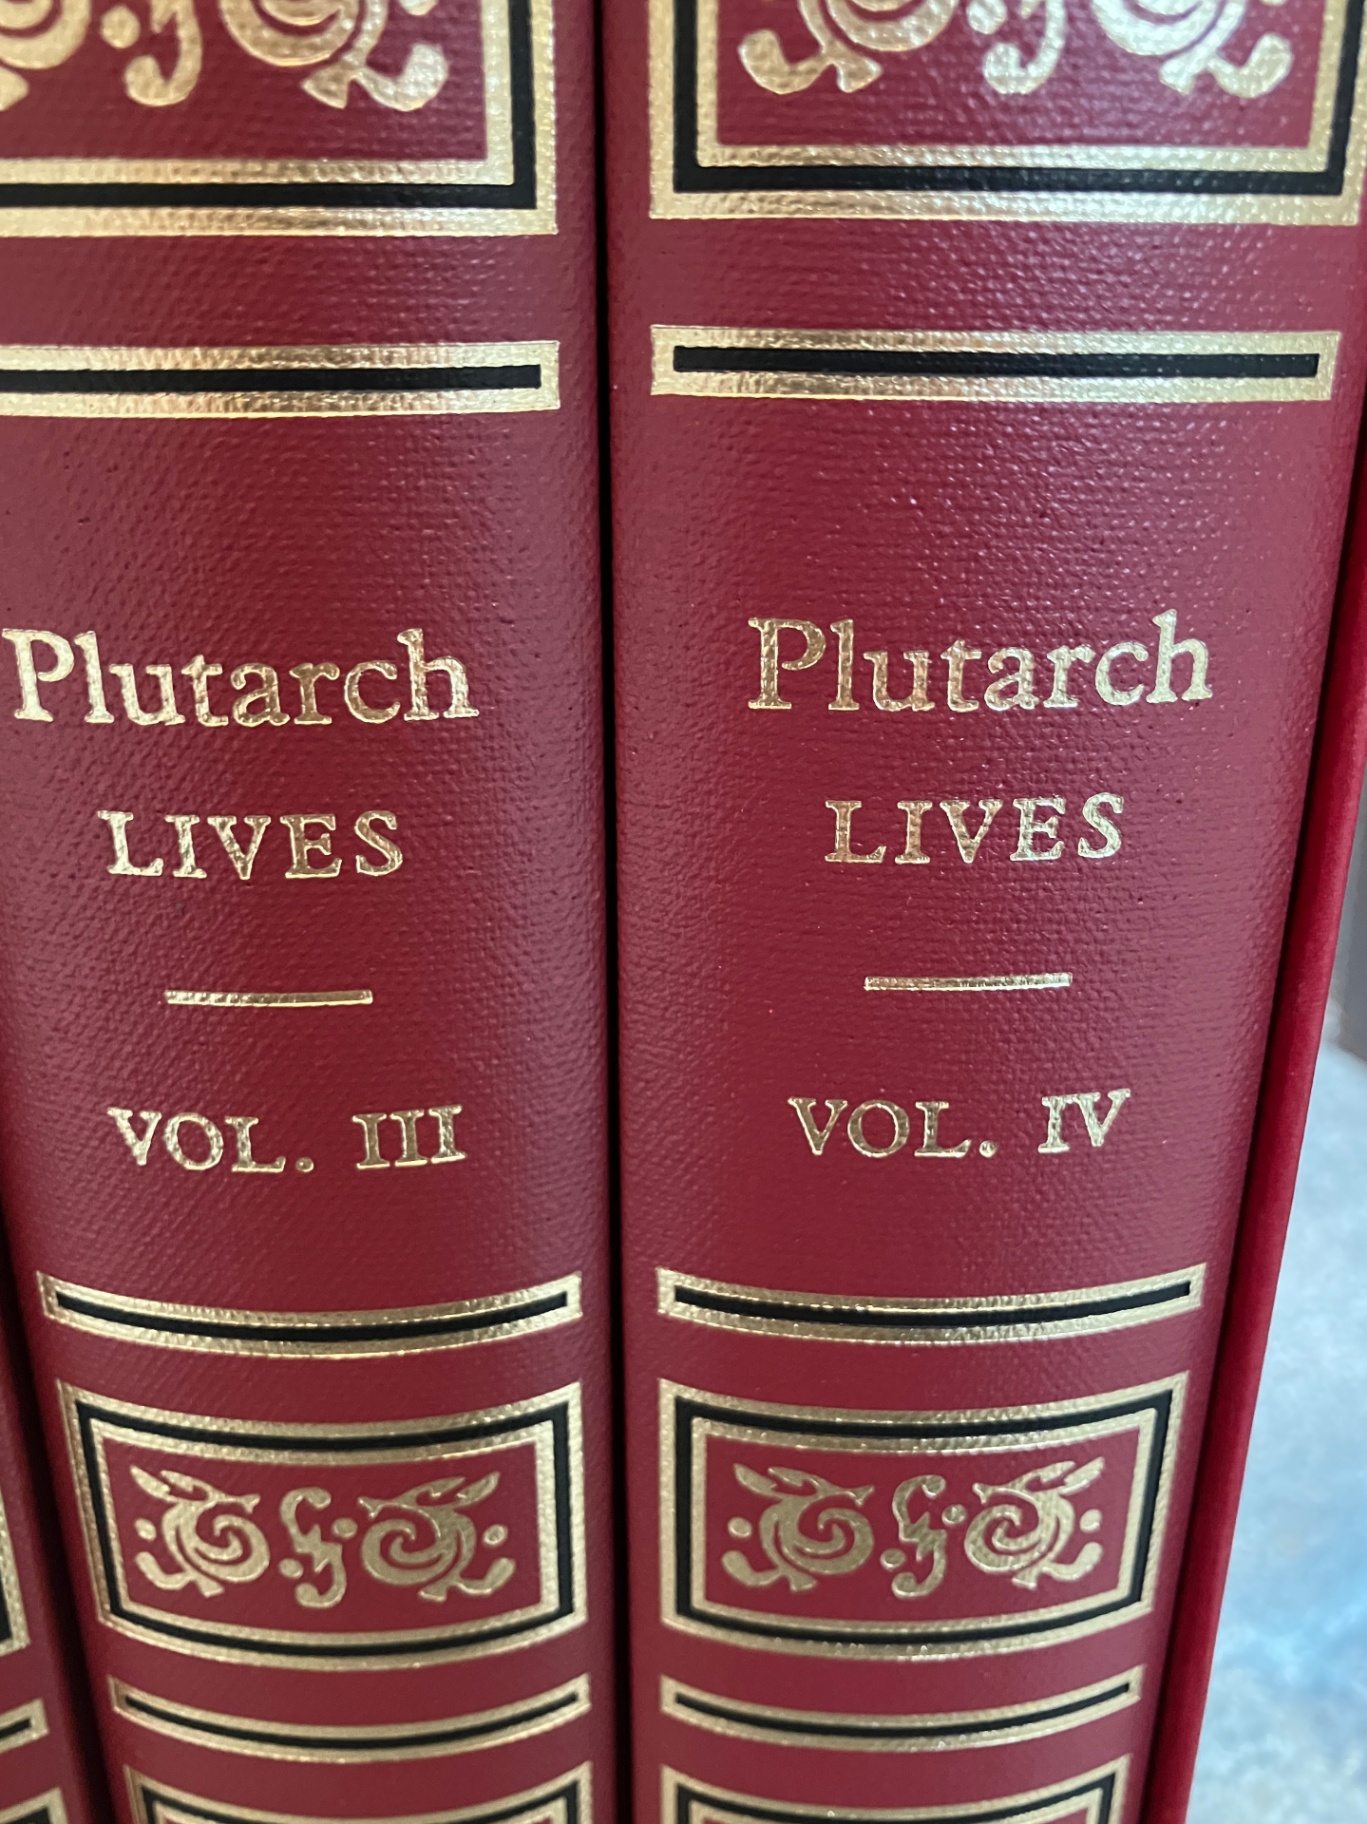 Plutarch
LIVES
VOL. III
Plutarch
LIVES
VOL. IV